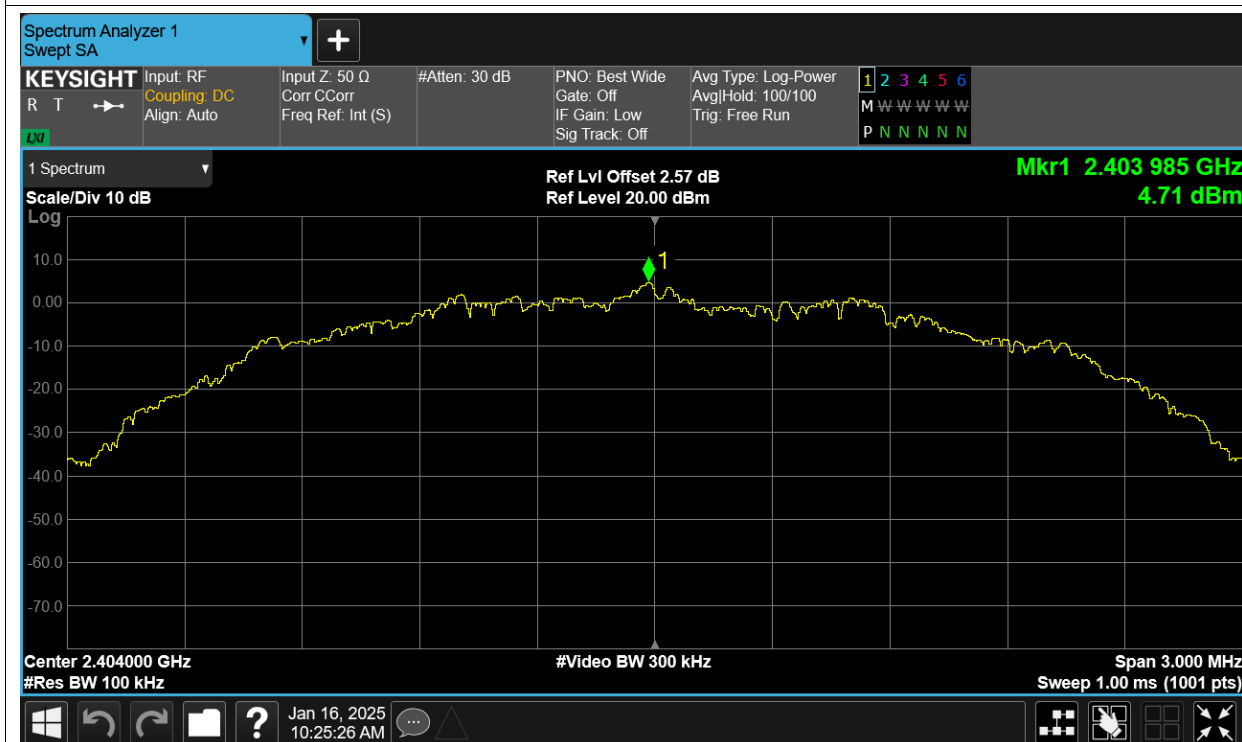 Spectrum Analyzer 1
Swept SA
+
KEYSIGHT
R T
LXI
Input: RF
Coupling: DC
Align: Auto
Input Z: 50 Ω
Corr CCorr
Freq Ref: Int (S)
#Atten: 30 dB
PNO: Best Wide
Gate: Off
IF Gain: Low
Sig Track: Off
Avg Type: Log-Power
Avg|Hold: 100/100
Trig: Free Run
1 2 3 4 5 6
M W W W W W
P N N N N N
1 Spectrum
Scale/Div 10 dB
Ref Lvl Offset 2.57 dB
Ref Level 20.00 dBm
Mkr1 2.403 985 GHz
4.71 dBm
Log
1
10.0
0.00
-10.0
-20.0
-30.0
-40.0
-50.0
-60.0
-70.0
Center 2.404000 GHz
#Res BW 100 kHz
#Video BW 300 kHz
Span 3.000 MHz
Sweep 1.00 ms (1001 pts)
?
Jan 16, 2025
10:25:26 AM